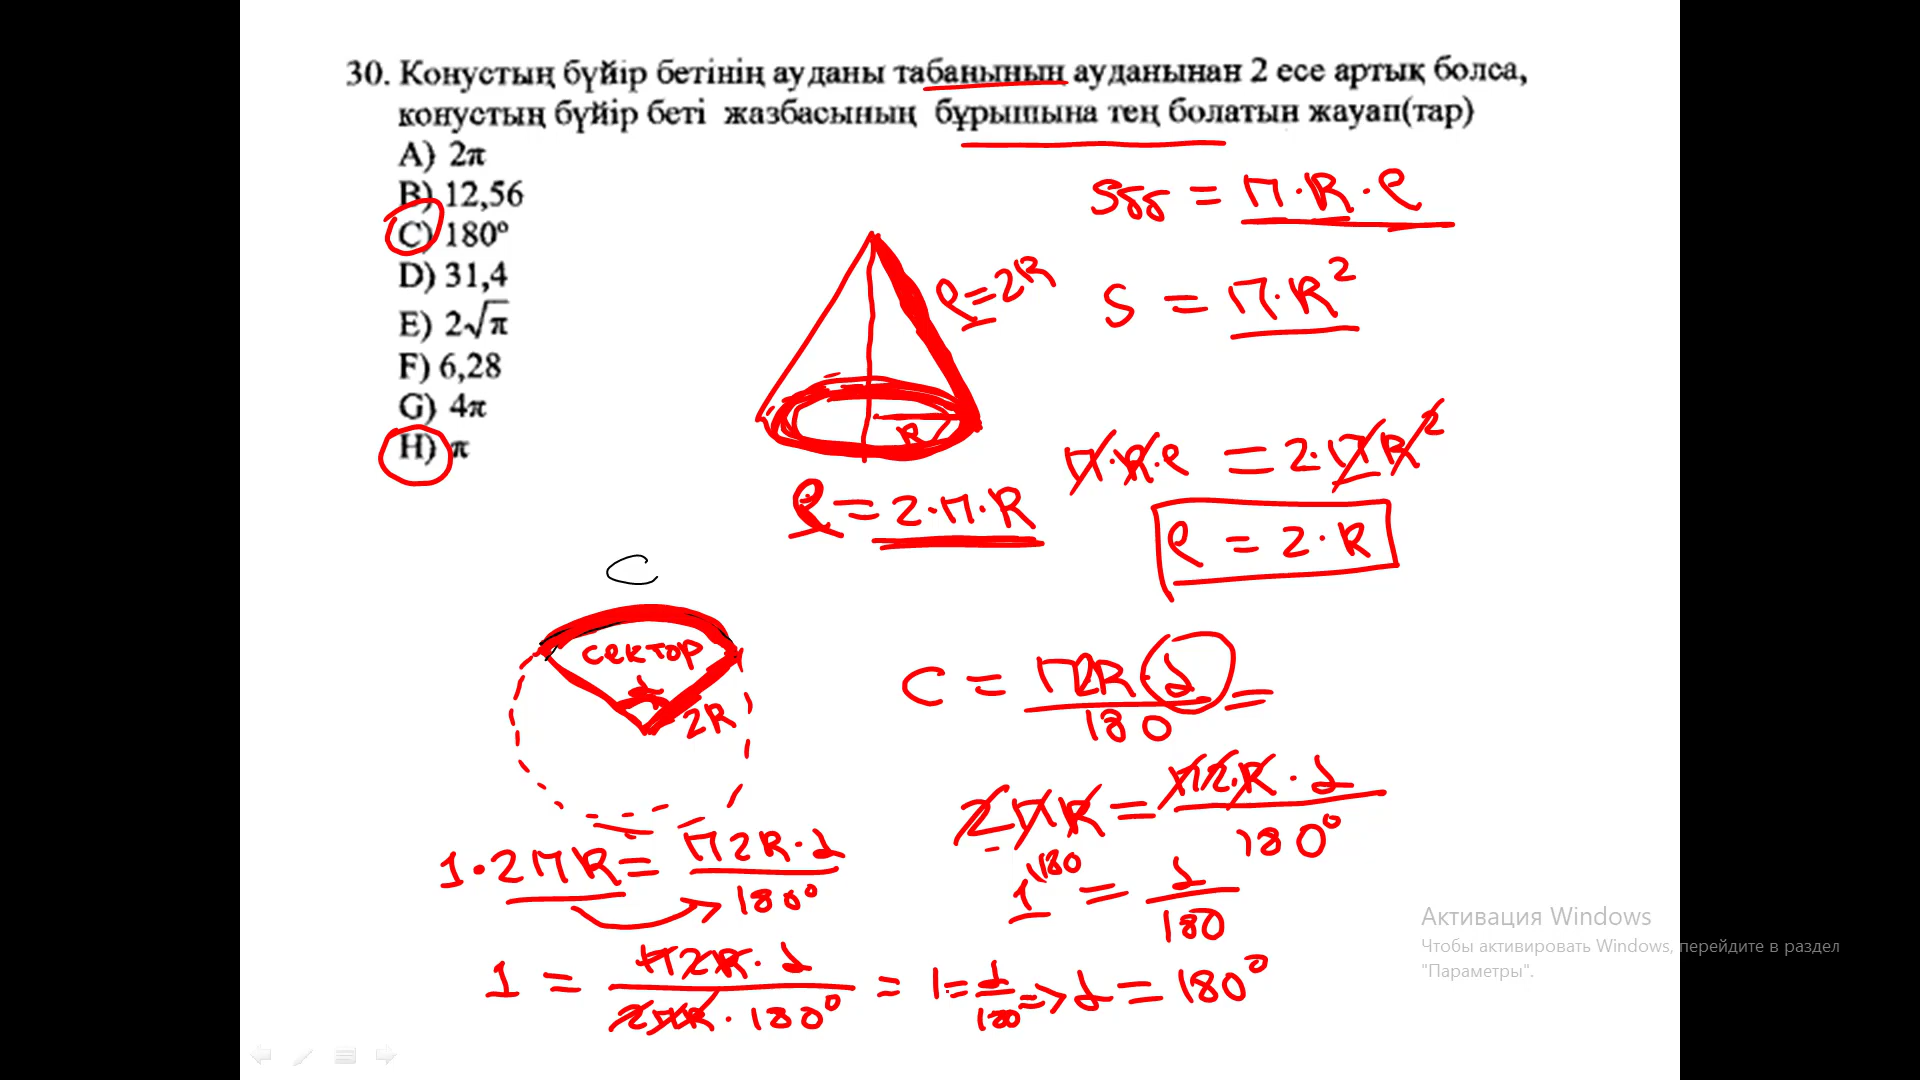 30. Конустың бүйір бетінің ауданы табанының ауданынан 2 есе артық болса,
конустың бүйір беті жазбасының бұрышына тең болатын жауап(тар)
A) 2π
B) 12,56
C) 180°
D) 31,4
E) 2√π
F) 6,28
G) 4π
H) π
Sбб = π·R·ℓ
S = π·R²
ℓ=2R
R
π·R·ℓ = 2·πR²
ℓ = 2·π·R
ℓ = 2·R
C
сектор
α
2R
C = π2R·α/180 =
2πR = π2·R·α/180°
1·2πR = π2R·α/180°
1\180 = α/180
1 = π2R·α/2πR·180° = 1=α/180 => α = 180°
Активация Windows
Чтобы активировать Windows, перейдите в раздел
"Параметры".